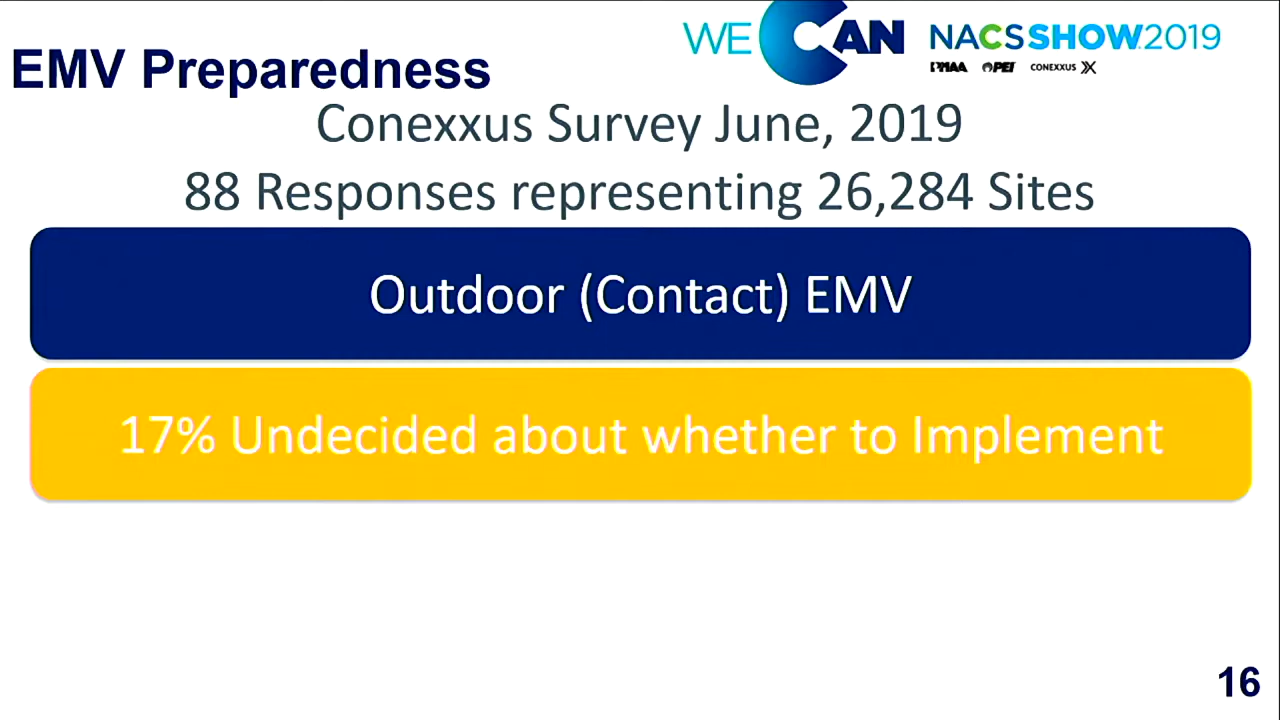 WE CAN NACS SHOW 2019
PMAA PEI CONEXXUS
EMV Preparedness
Conexxus Survey June, 2019
88 Responses representing 26,284 Sites
Outdoor (Contact) EMV
17% Undecided about whether to Implement
16